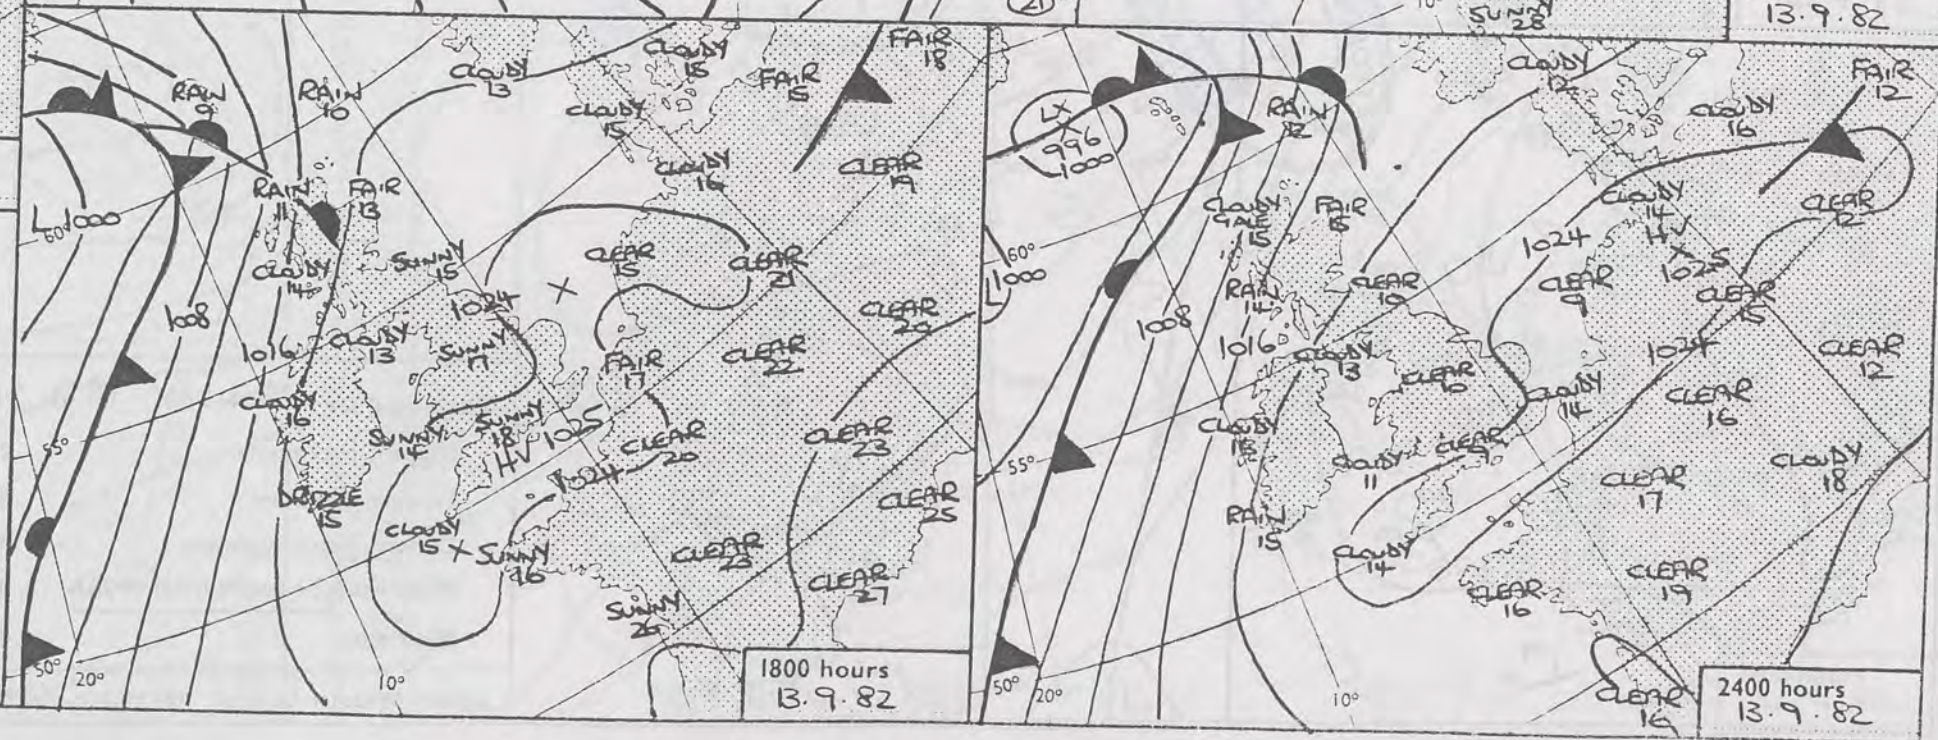 21
10°
SUNNY
28
13.9.82
RAIN
9
RAIN
10
CLOUDY
13
CLOUDY
15
FAIR
15
FAIR
18
CLOUDY
15
CLOUDY
16
CLEAR
19
L 1000
60°
RAIN
11
FAIR
13
CLOUDY
14
SUNNY
15
CLEAR
15
CLEAR
21
1008
1024
CLEAR
20
1016
CLOUDY
13
SUNNY
17
FAIR
17
CLEAR
22
CLOUDY
16
SUNNY
14
SUNNY
18
H 1025
CLEAR
20
CLEAR
23
55°
1024
DRIZZLE
15
CLOUDY
15
SUNNY
16
CLEAR
23
CLEAR
25
CLEAR
27
SUNNY
26
50°
20°
10°
1800 hours
13.9.82
L
996
1000
RAIN
12
CLOUDY
12
CLOUDY
16
FAIR
12
CLOUDY
GALE
15
FAIR
15
CLOUDY
14
H
1025
CLEAR
12
60°
1024
L 1000
RAIN
14
CLEAR
10
CLEAR
9
CLEAR
15
1008
1016
CLOUDY
13
CLEAR
10
1024
CLEAR
12
CLOUDY
14
CLEAR
16
CLOUDY
15
CLEAR
9
55°
CLOUDY
11
CLEAR
17
CLOUDY
18
RAIN
15
CLOUDY
14
CLEAR
16
CLEAR
19
50°
20°
10°
CLEAR
16
2400 hours
13.9.82